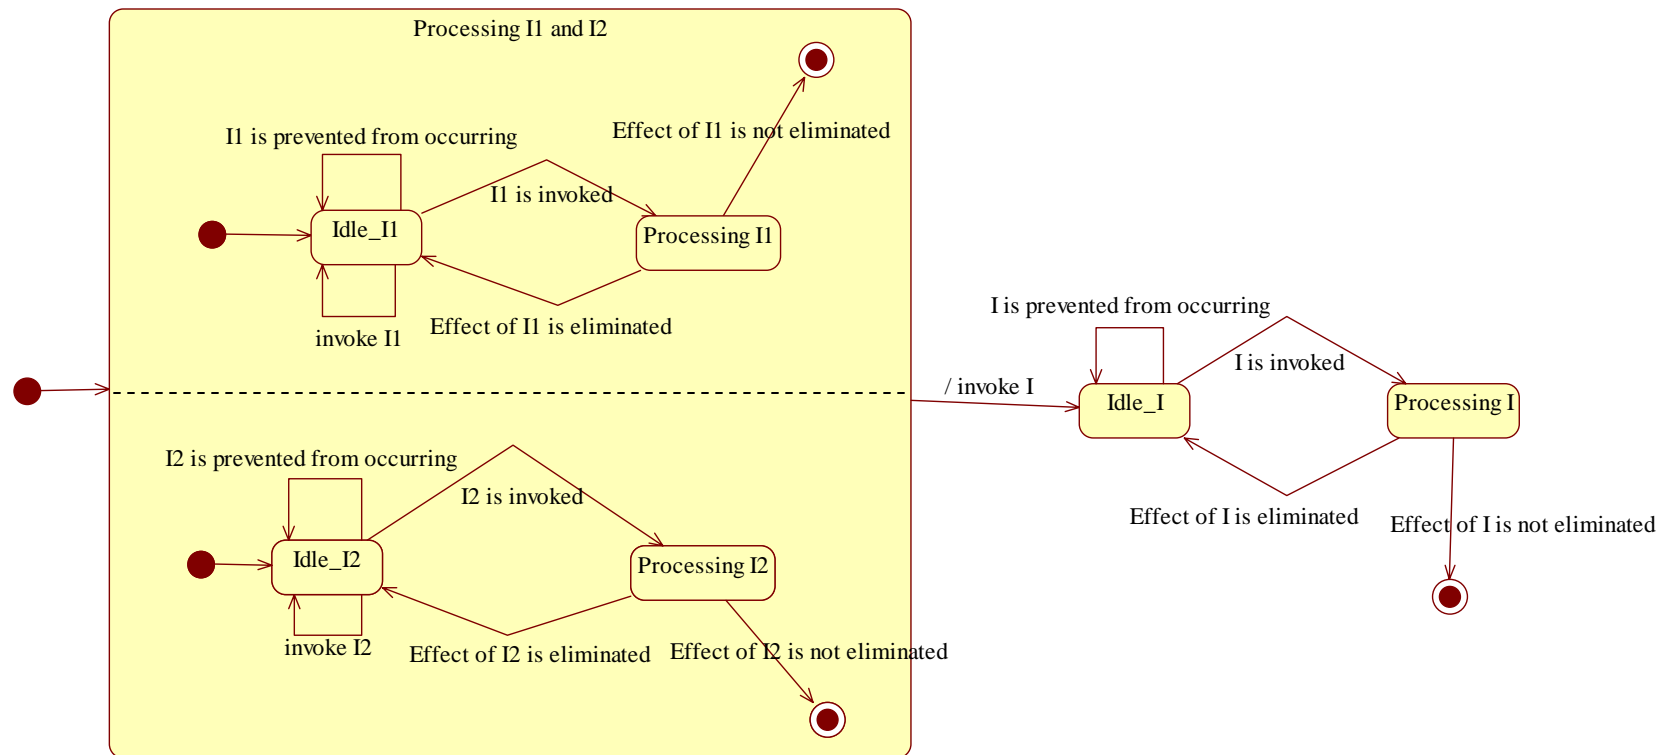 Processing I1 and I2
Effect of I1 is not eliminated
I1 is prevented from occurring
I1 is invoked
Idle_I1
Processing I1
Effect of I1 is eliminated
invoke I1
I is prevented from occurring
I is invoked
/ invoke I
Idle_I
Processing I
Effect of I is eliminated
Effect of I is not eliminated
I2 is prevented from occurring
I2 is invoked
Idle_I2
Processing I2
invoke I2
Effect of I2 is eliminated
Effect of I2 is not eliminated